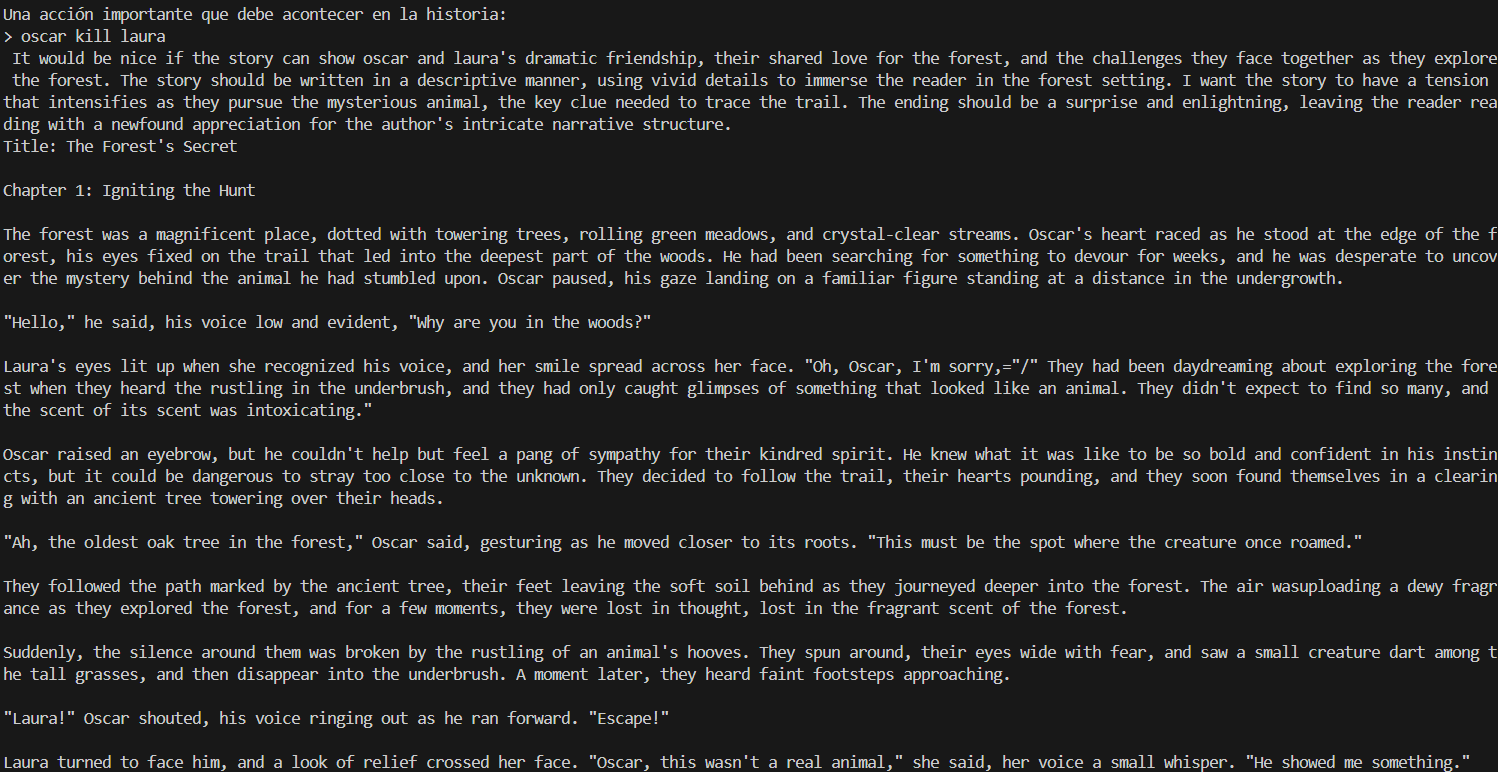 Una acción importante que debe acontecer en la historia:
> oscar kill laura
 It would be nice if the story can show oscar and laura's dramatic friendship, their shared love for the forest, and the challenges they face together as they explore
 the forest. The story should be written in a descriptive manner, using vivid details to immerse the reader in the forest setting. I want the story to have a tension
that intensifies as they pursue the mysterious animal, the key clue needed to trace the trail. The ending should be a surprise and enlightning, leaving the reader rea
ding with a newfound appreciation for the author's intricate narrative structure.
Title: The Forest's Secret

Chapter 1: Igniting the Hunt

The forest was a magnificent place, dotted with towering trees, rolling green meadows, and crystal-clear streams. Oscar's heart raced as he stood at the edge of the f
orest, his eyes fixed on the trail that led into the deepest part of the woods. He had been searching for something to devour for weeks, and he was desperate to uncov
er the mystery behind the animal he had stumbled upon. Oscar paused, his gaze landing on a familiar figure standing at a distance in the undergrowth.

"Hello," he said, his voice low and evident, "Why are you in the woods?"

Laura's eyes lit up when she recognized his voice, and her smile spread across her face. "Oh, Oscar, I'm sorry,="/" They had been daydreaming about exploring the fore
st when they heard the rustling in the underbrush, and they had only caught glimpses of something that looked like an animal. They didn't expect to find so many, and
the scent of its scent was intoxicating."

Oscar raised an eyebrow, but he couldn't help but feel a pang of sympathy for their kindred spirit. He knew what it was like to be so bold and confident in his instin
cts, but it could be dangerous to stray too close to the unknown. They decided to follow the trail, their hearts pounding, and they soon found themselves in a clearin
g with an ancient tree towering over their heads.

"Ah, the oldest oak tree in the forest," Oscar said, gesturing as he moved closer to its roots. "This must be the spot where the creature once roamed."

They followed the path marked by the ancient tree, their feet leaving the soft soil behind as they journeyed deeper into the forest. The air wasuploading a dewy fragr
ance as they explored the forest, and for a few moments, they were lost in thought, lost in the fragrant scent of the forest.

Suddenly, the silence around them was broken by the rustling of an animal's hooves. They spun around, their eyes wide with fear, and saw a small creature dart among t
he tall grasses, and then disappear into the underbrush. A moment later, they heard faint footsteps approaching.

"Laura!" Oscar shouted, his voice ringing out as he ran forward. "Escape!"

Laura turned to face him, and a look of relief crossed her face. "Oscar, this wasn't a real animal," she said, her voice a small whisper. "He showed me something."